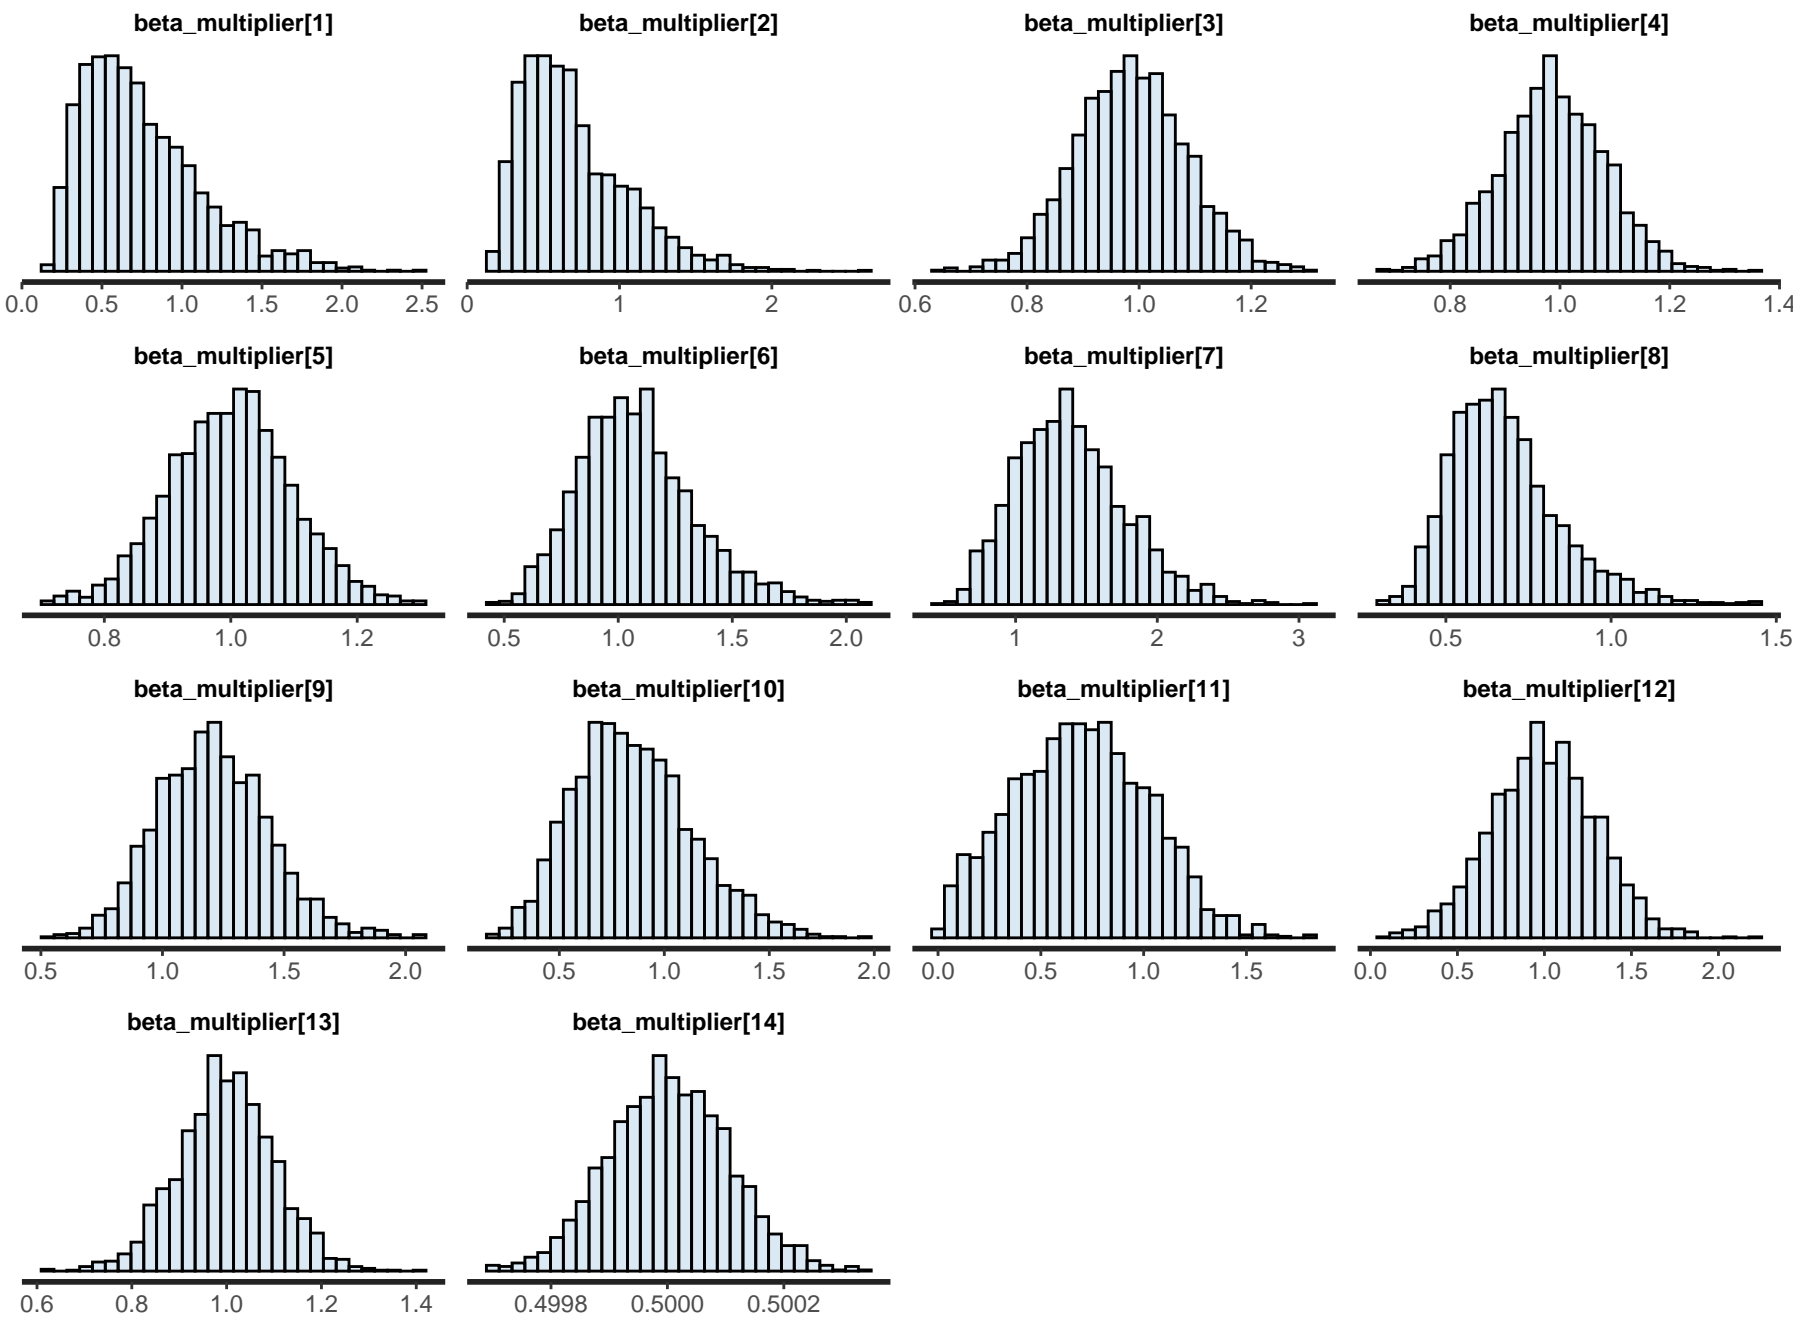 beta_multiplier[1] beta_multiplier[2] beta_multiplier[3] beta_multiplier[4]
0.0 0.5 1.0 1.5 2.0 2.5 0 1 2 0.6 0.8 1.0 1.2 0.8 1.0 1.2 1.4
beta_multiplier[5] beta_multiplier[6] beta_multiplier[7] beta_multiplier[8]
0.8 1.0 1.2 0.5 1.0 1.5 2.0 1 2 3 0.5 1.0 1.5
beta_multiplier[9] beta_multiplier[10] beta_multiplier[11] beta_multiplier[12]
0.5 1.0 1.5 2.0 0.5 1.0 1.5 2.0 0.0 0.5 1.0 1.5 0.0 0.5 1.0 1.5 2.0
beta_multiplier[13] beta_multiplier[14]
0.6 0.8 1.0 1.2 1.4 0.4998 0.5000 0.5002